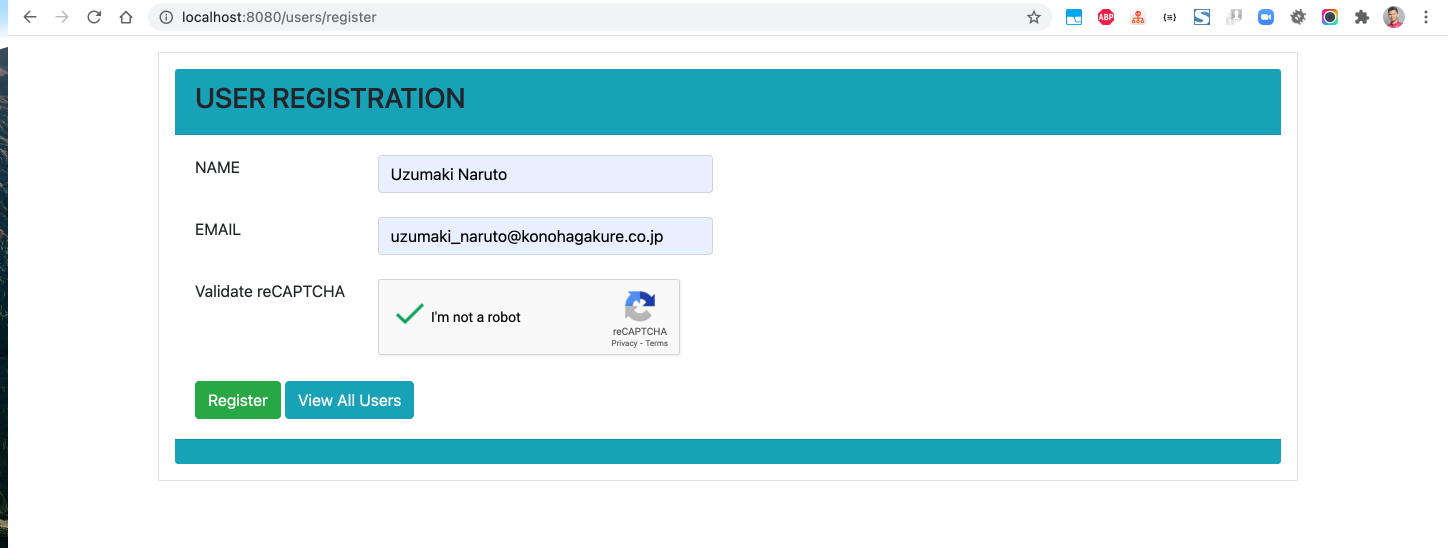 localhost:8080/users/register
ABP
USER REGISTRATION
NAME
Uzumaki Naruto
EMAIL
uzumaki_naruto@konohagakure.co.jp
Validate reCAPTCHA
I'm not a robot
reCAPTCHA
Privacy - Terms
Register
View All Users